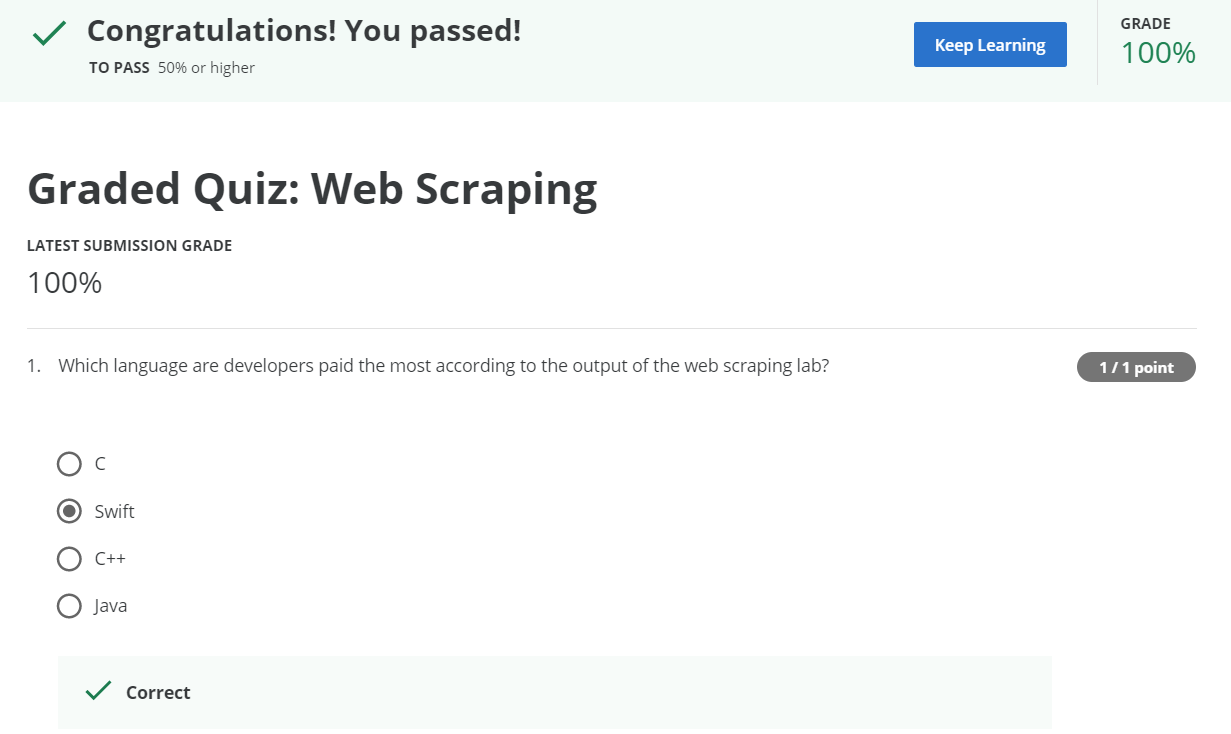 Congratulations! You passed!
TO PASS 50% or higher
Keep Learning
GRADE
100%
Graded Quiz: Web Scraping
LATEST SUBMISSION GRADE
100%
1. Which language are developers paid the most according to the output of the web scraping lab?
1 / 1 point
C
Swift
C++
Java
Correct